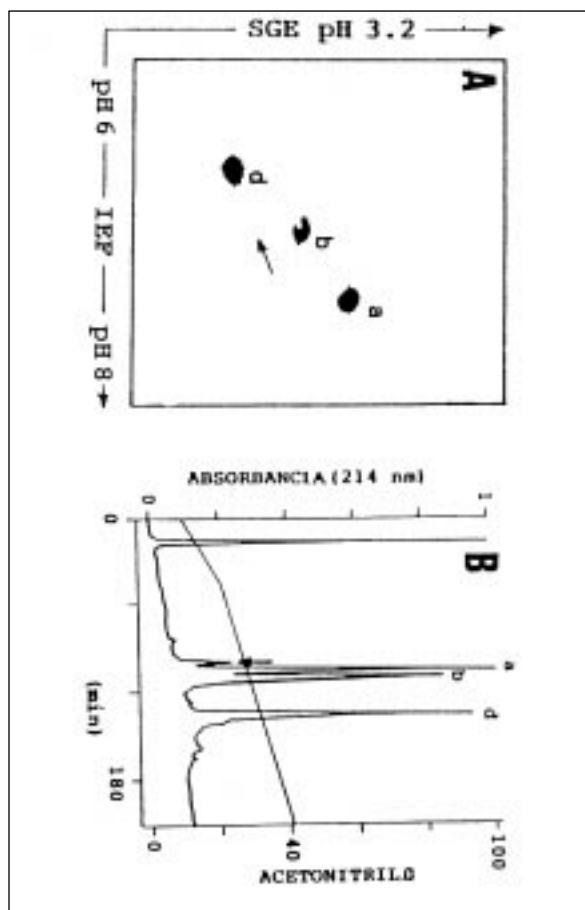 SGE pH 3.2
A
pH 6 —— IEF —— pH 8
d
b
a
ABSORBANCIA (214 nm)
0 1
0
B
a
b
d
(min)
180
0 40 100
ACETONITRILO